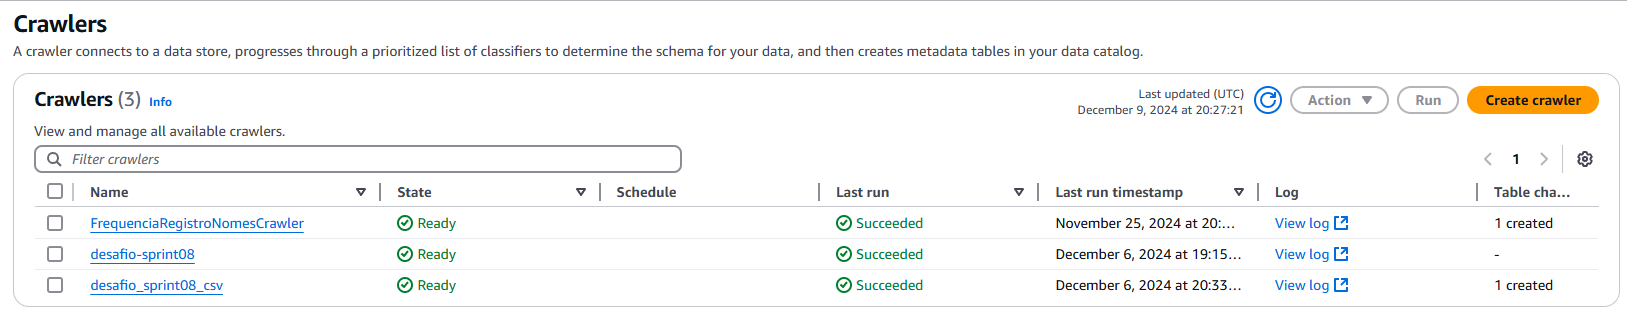 Crawlers
A crawler connects to a data store, progresses through a prioritized list of classifiers to determine the schema for your data, and then creates metadata tables in your data catalog.
Crawlers (3) Info
Last updated (UTC)
December 9, 2024 at 20:27:21
Action
Run
Create crawler
View and manage all available crawlers.
Filter crawlers
1
Name State Schedule Last run Last run timestamp Log Table cha...
FrequenciaRegistroNomesCrawler Ready Succeeded November 25, 2024 at 20:... View log 1 created
desafio-sprint08 Ready Succeeded December 6, 2024 at 19:15... View log -
desafio_sprint08_csv Ready Succeeded December 6, 2024 at 20:33... View log 1 created